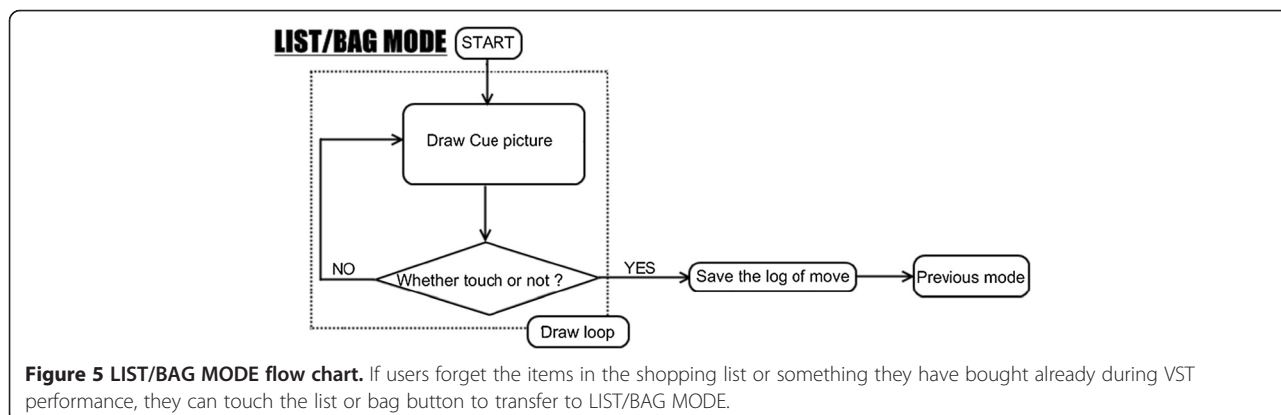 LIST/BAG MODE START
Draw Cue picture
NO
Whether touch or not ?
YES
Save the log of move
Previous mode
Draw loop
Figure 5 LIST/BAG MODE flow chart. If users forget the items in the shopping list or something they have bought already during VST
performance, they can touch the list or bag button to transfer to LIST/BAG MODE.